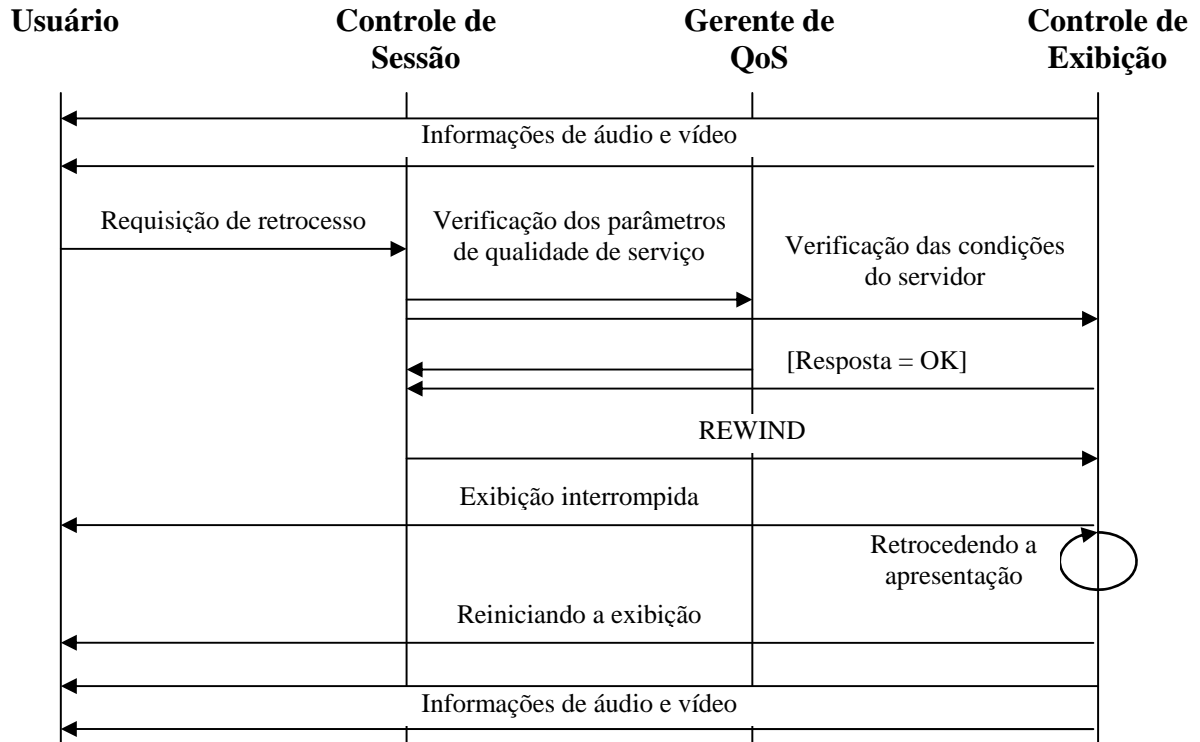 Usuário
Controle de
Sessão
Gerente de
QoS
Controle de
Exibição
Informações de áudio e vídeo
Requisição de retrocesso
Verificação dos parâmetros
de qualidade de serviço
Verificação das condições
do servidor
[Resposta = OK]
REWIND
Exibição interrompida
Retrocedendo a
apresentação
Reiniciando a exibição
Informações de áudio e vídeo